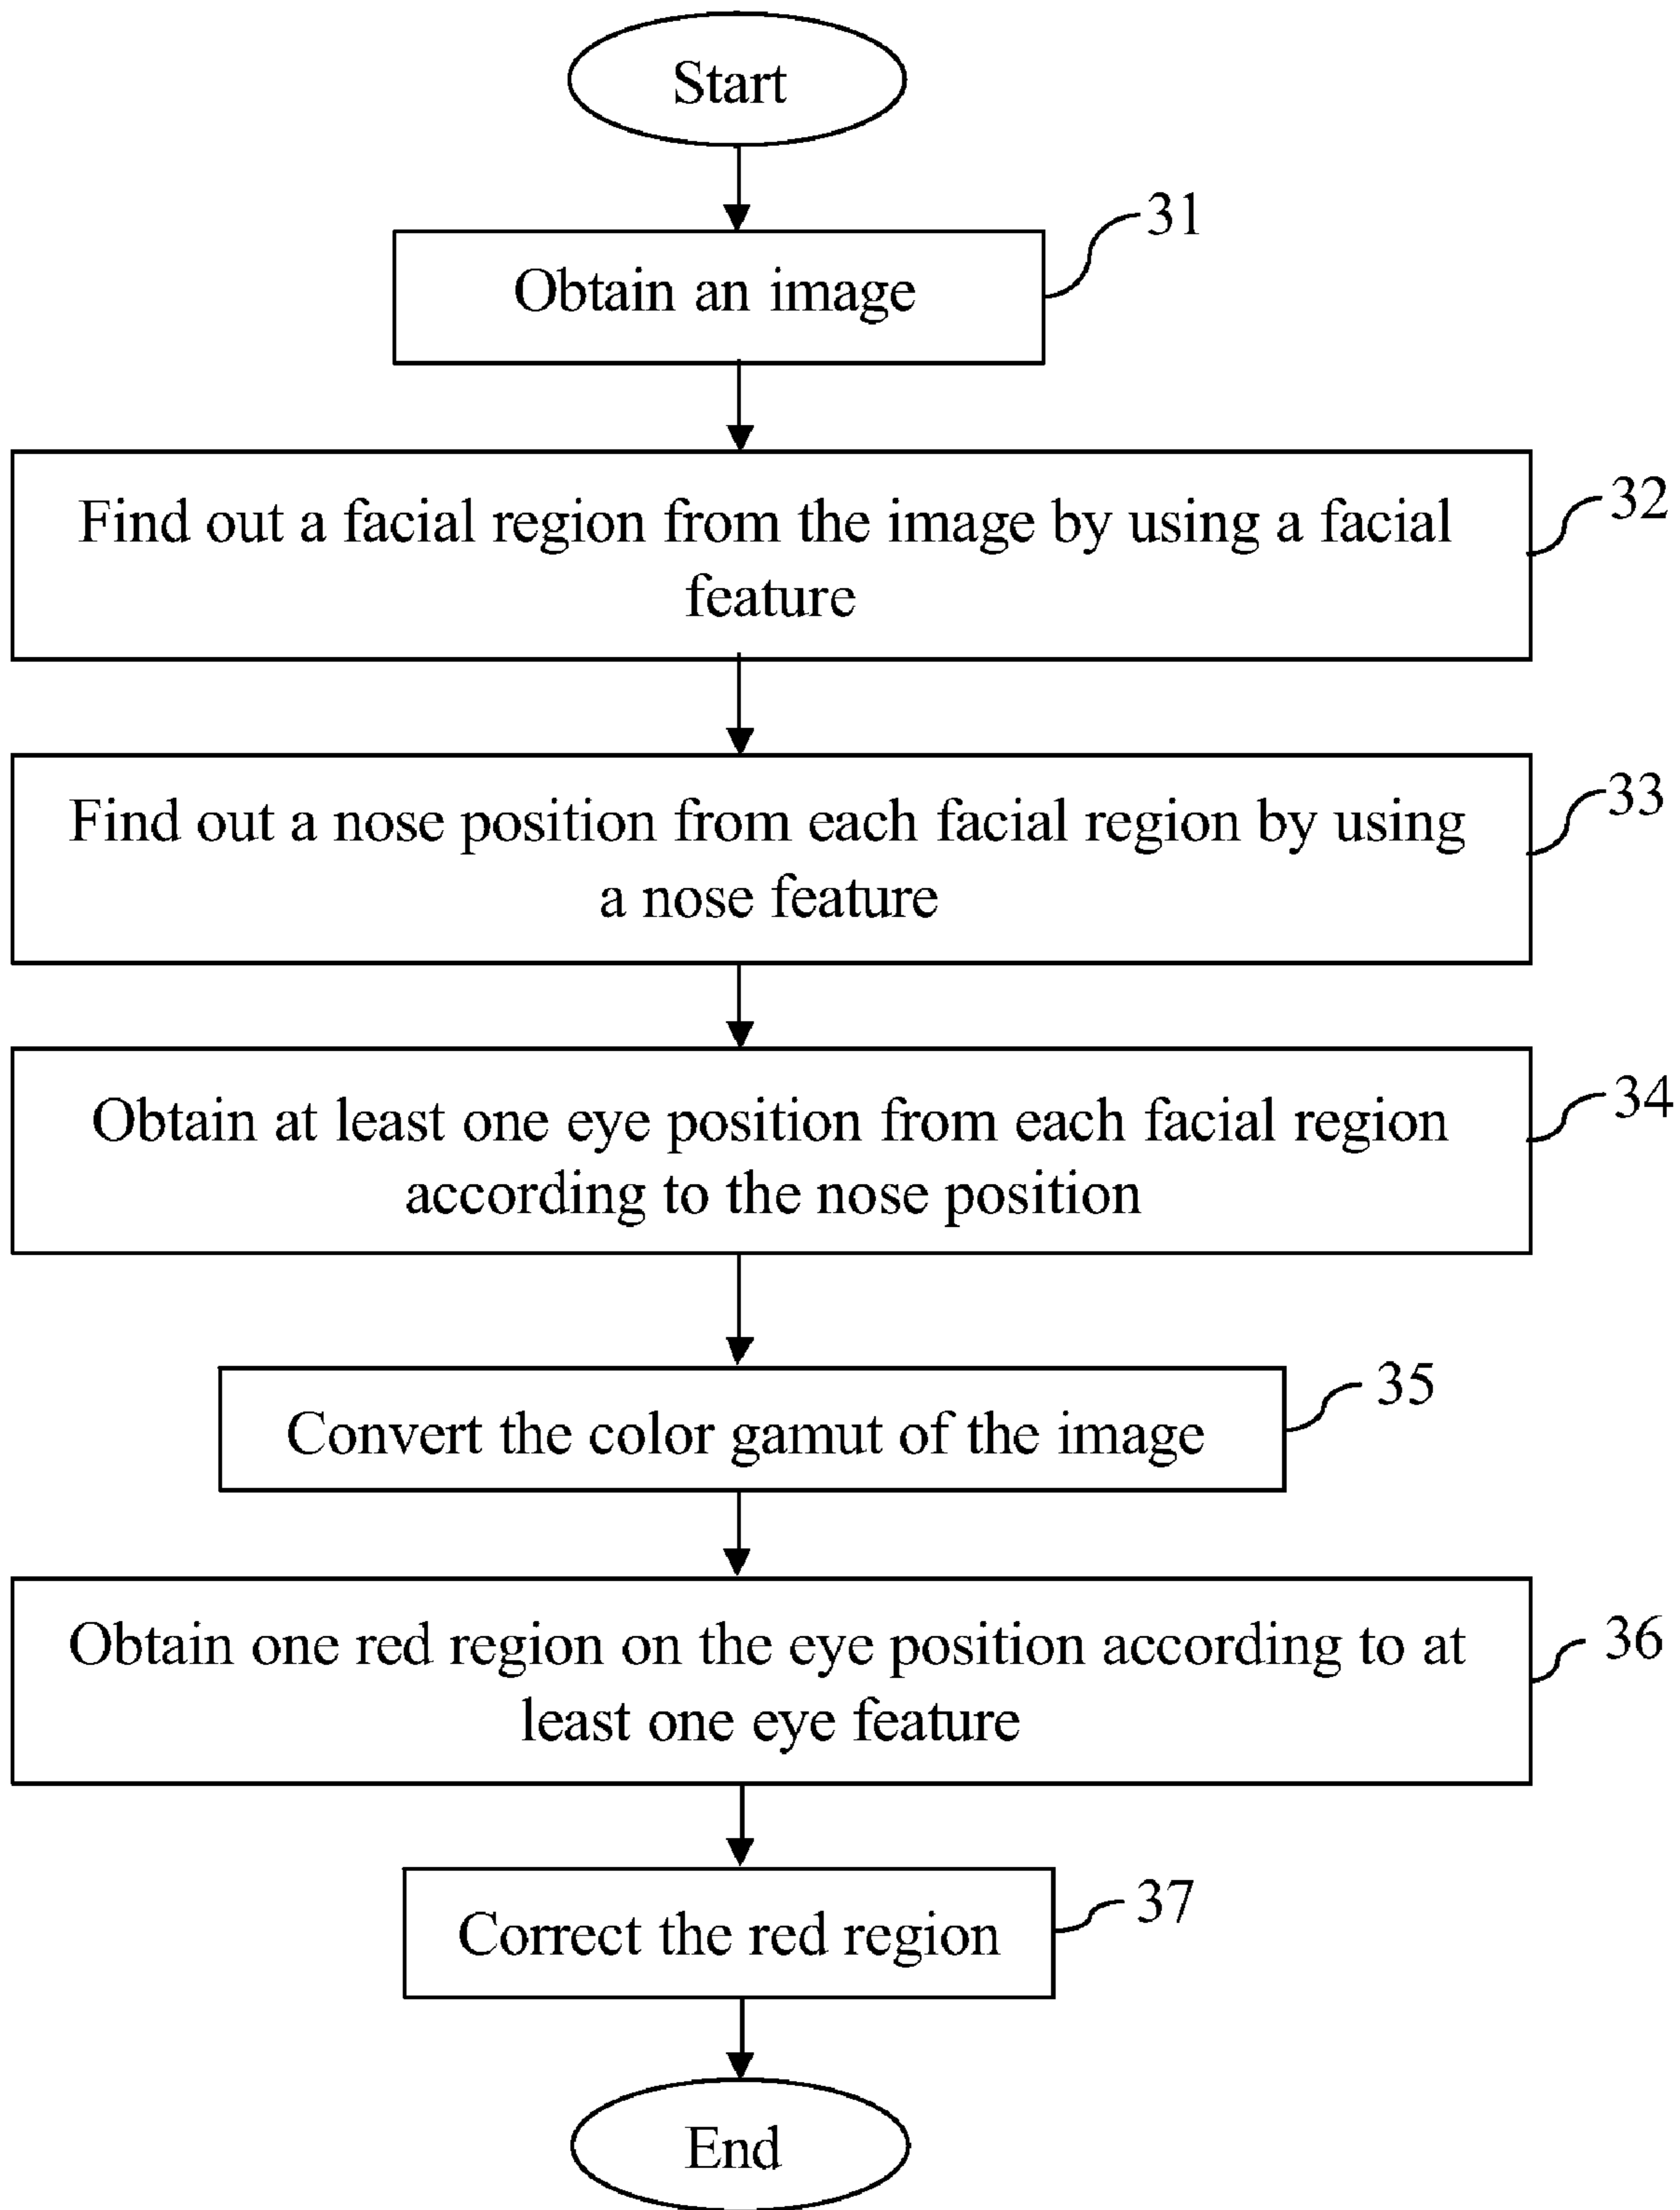 Start
31
Obtain an image
32
Find out a facial region from the image by using a facial
feature
33
Find out a nose position from each facial region by using
a nose feature
34
Obtain at least one eye position from each facial region
according to the nose position
35
Convert the color gamut of the image
36
Obtain one red region on the eye position according to at
least one eye feature
37
Correct the red region
End